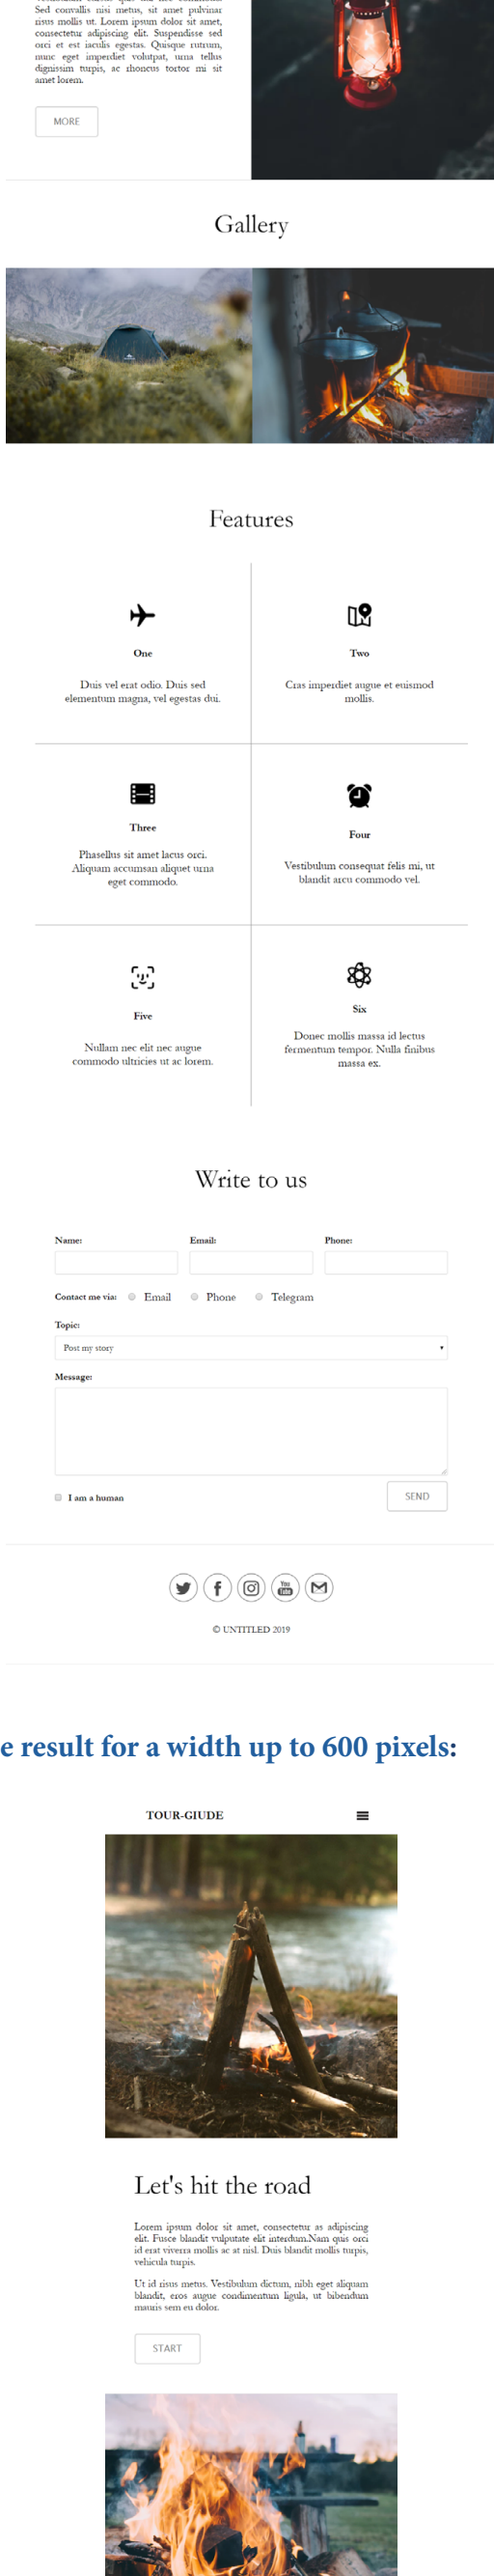 Sed convallis nisi metus, sit amet pulvinar
risus mollis ut. Lorem ipsum dolor sit amet,
consectetur adipiscing elit. Suspendisse sed
orci et est iaculis egestas. Quisque rutrum,
nunc eget imperdiet volutpat, urna tellus
dignissim turpis, ac rhoncus tortor mi sit
amet lorem.
MORE
Gallery
Features
One
Duis vel erat odio. Duis sed
elementum magna, vel egestas dui.
Two
Cras imperdiet augue et euismod
mollis.
Three
Phasellus sit amet lacus orci.
Aliquam accumsan aliquet urna
eget commodo.
Four
Vestibulum consequat felis mi, ut
blandit arcu commodo vel.
Five
Nullam nec elit nec augue
commodo ultricies ut ac lorem.
Six
Donec mollis massa id lectus
fermentum tempor. Nulla finibus
massa ex.
Write to us
Name: Email: Phone:
Contact me via: Email Phone Telegram
Topic:
Post my story
Message:
I am a human
SEND
You Tube
© UNTITLED 2019
e result for a width up to 600 pixels:
TOUR-GIUDE
Let's hit the road
Lorem ipsum dolor sit amet, consectetur as adipiscing
elit. Fusce blandit vulputate elit interdum.Nam quis orci
id erat viverra mollis ac at nisl. Duis blandit mollis turpis,
vehicula turpis.
Ut id risus metus. Vestibulum dictum, nibh eget aliquam
blandit, eros augue condimentum ligula, ut bibendum
mauris sem eu dolor.
START